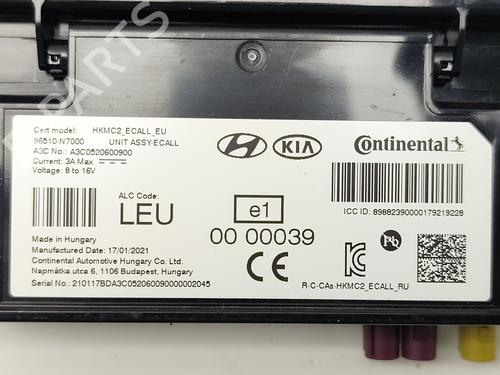 Cert model: HKMC2_ECALL_EU
96510-N7000 UNIT ASSY-ECALL
A3C No.: A3C0520600900
Current: 3A Max
Voltage: 8 to 16V
KIA
Continental
ICC ID: 89882390000179219228
ALC Code:
LEU
e1
00 00039
CE
Made in Hungary
Manufactured Date: 17/01/2021
Continental Automotive Hungary Co. Ltd.
Napmátka utca 6, 1106 Budapest, Hungary
Serial No.: 210117BDA3C052060090000002045
Pb
R-C-CAs-HKMC2_ECALL_RU